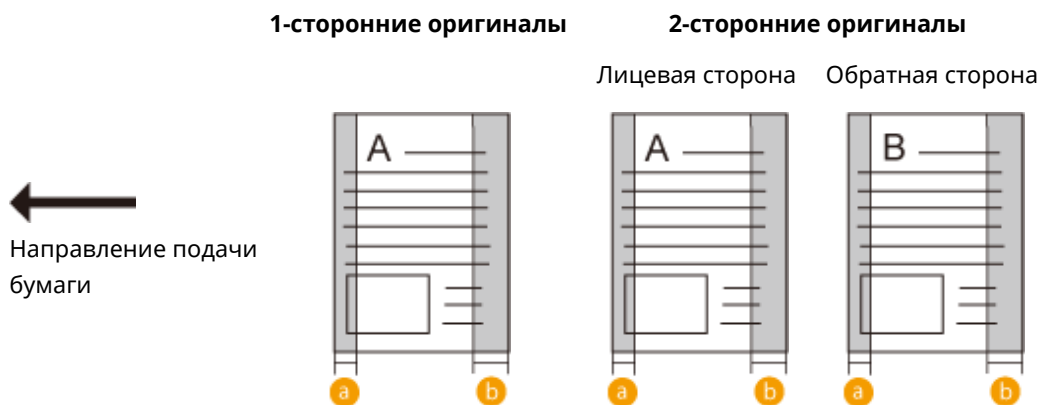 1-сторонние оригиналы
2-сторонние оригиналы
Лицевая сторона
Обратная сторона
A
A
B
Направление подачи
бумаги
a
b
a
b
a
b